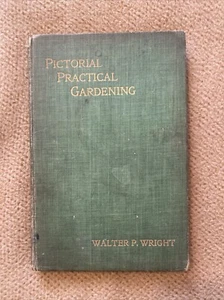 PICTORIAL
PRACTICAL
GARDENING
WALTER P. WRIGHT